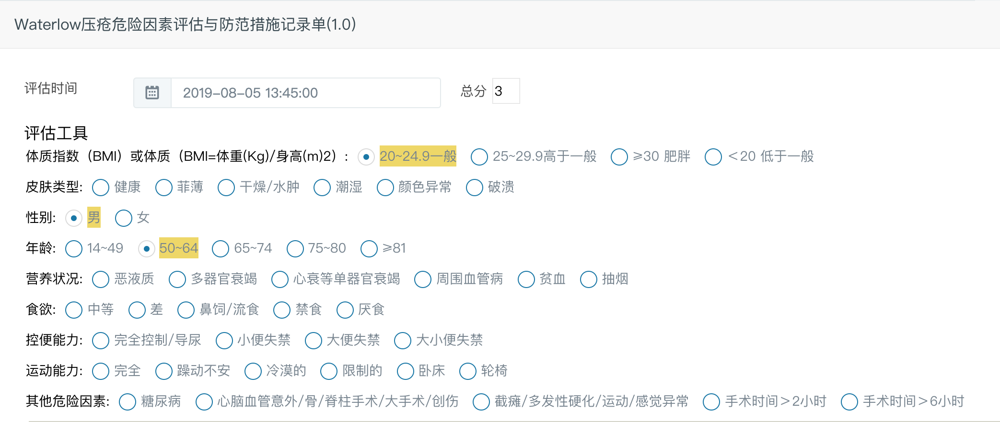 Waterlow压疮危险因素评估与防范措施记录单(1.0)
评估时间 2019-08-05 13:45:00 总分 3
评估工具
体质指数（BMI）或体质（BMI=体重(Kg)/身高(m)2）: 20~24.9一般 25~29.9高于一般 ≥30 肥胖 ＜20 低于一般
皮肤类型: 健康 菲薄 干燥/水肿 潮湿 颜色异常 破溃
性别: 男 女
年龄: 14~49 50~64 65~74 75~80 ≥81
营养状况: 恶液质 多器官衰竭 心衰等单器官衰竭 周围血管病 贫血 抽烟
食欲: 中等 差 鼻饲/流食 禁食 厌食
控便能力: 完全控制/导尿 小便失禁 大便失禁 大小便失禁
运动能力: 完全 躁动不安 冷漠的 限制的 卧床 轮椅
其他危险因素: 糖尿病 心脑血管意外/骨/脊柱手术/大手术/创伤 截瘫/多发性硬化/运动/感觉异常 手术时间＞2小时 手术时间＞6小时